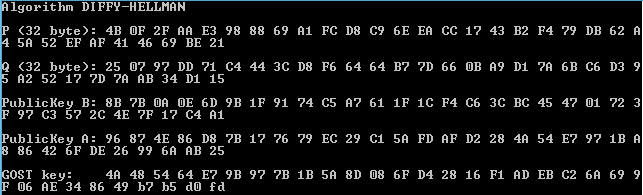 Algorithm DIFFY-HELLMAN
P (32 byte): 4B 0F 2F AA E3 98 88 69 A1 FC D8 C9 6E EA CC 17 43 B2 F4 79 DB 62 A
4 5A 52 EF AF 41 46 69 BE 21
Q (32 byte): 25 07 97 DD 71 C4 44 3C D8 F6 64 64 B7 7D 66 0B A9 D1 7A 6B C6 D3 9
5 A2 52 17 7D 7A AB 34 D1 15
PublicKey B: 8B 7B 0A 0E 6D 9B 1F 91 74 C5 A7 61 1F 1C F4 C6 3C BC 45 47 01 72 3
F 97 C3 57 2C 4E 7F 17 C4 A1
PublicKey A: 96 87 4E 86 D8 7B 17 76 79 EC 29 C1 5A FD AF D2 28 4A 54 E7 97 1B A
8 86 42 6F DE 26 99 6A AB 25
GOST key: 4A 48 54 64 E7 9B 97 7B 1B 5A 8D 08 6F D4 28 16 F1 AD EB C2 6A 69 9
F 06 AE 34 86 49 b7 b5 d0 fd